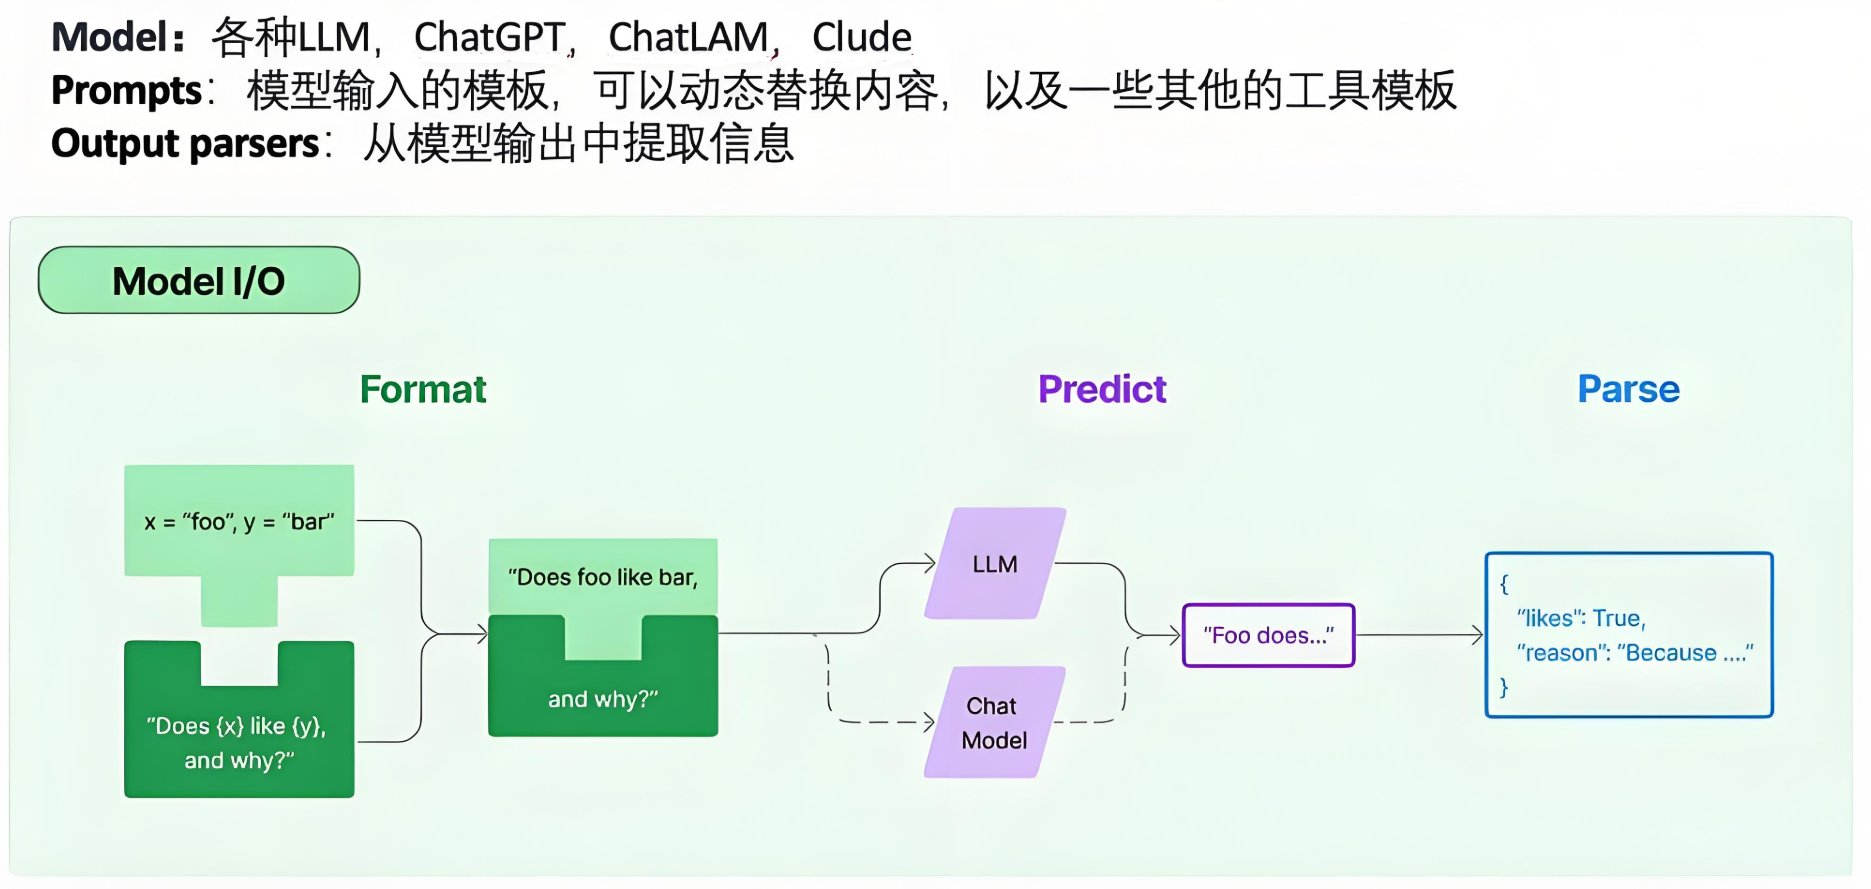 Model：各种LLM，ChatGPT，ChatLAM，Clude
Prompts：模型输入的模板，可以动态替换内容，以及一些其他的工具模板
Output parsers：从模型输出中提取信息
Model I/O
Format
Predict
Parse
x = “foo”, y = “bar”
“Does {x} like {y},
and why?”
“Does foo like bar,
and why?”
LLM
Chat
Model
“Foo does...”
{
“likes”: True,
“reason”: “Because ....”
}